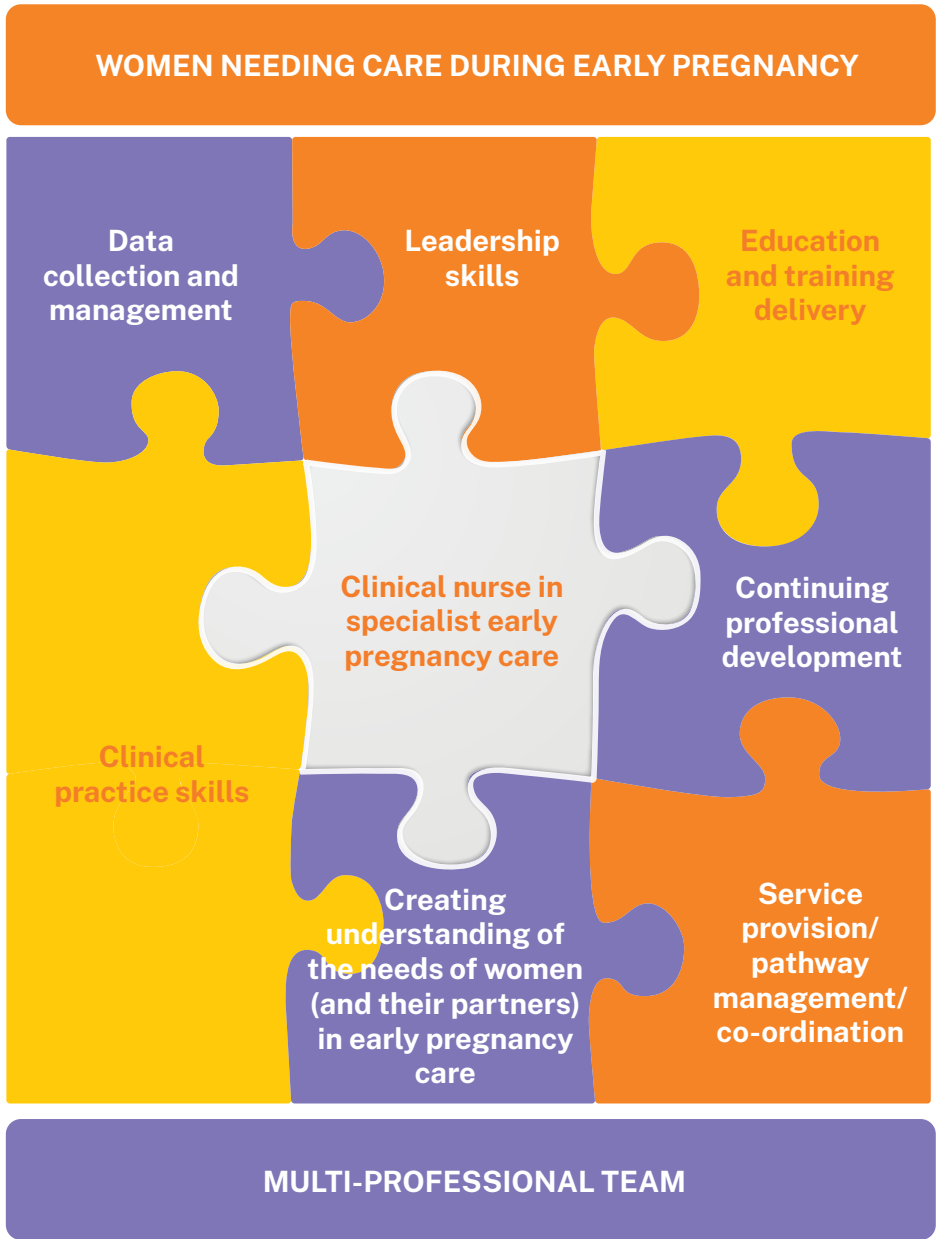 WOMEN NEEDING CARE DURING EARLY PREGNANCY
Data
collection and
management
Leadership
skills
Education
and training
delivery
Clinical nurse in
specialist early
pregnancy care
Continuing
professional
development
Clinical
practice skills
Creating
understanding of
the needs of women
(and their partners)
in early pregnancy
care
Service
provision/
pathway
management/
co-ordination
MULTI-PROFESSIONAL TEAM